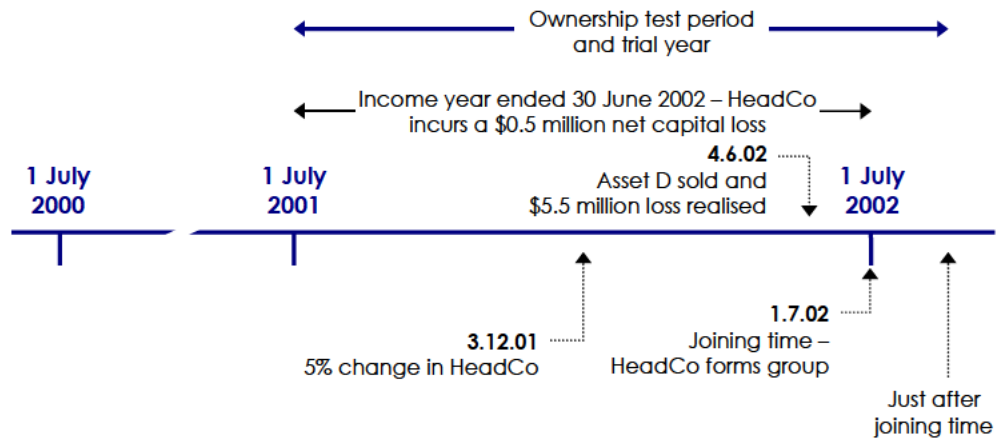 Ownership test period
and trial year
Income year ended 30 June 2002 – HeadCo
incurs a $0.5 million net capital loss
4.6.02
Asset D sold and
$5.5 million loss realised
1 July
2000
1 July
2001
1 July
2002
3.12.01
5% change in HeadCo
1.7.02
Joining time –
HeadCo forms group
Just after
joining time